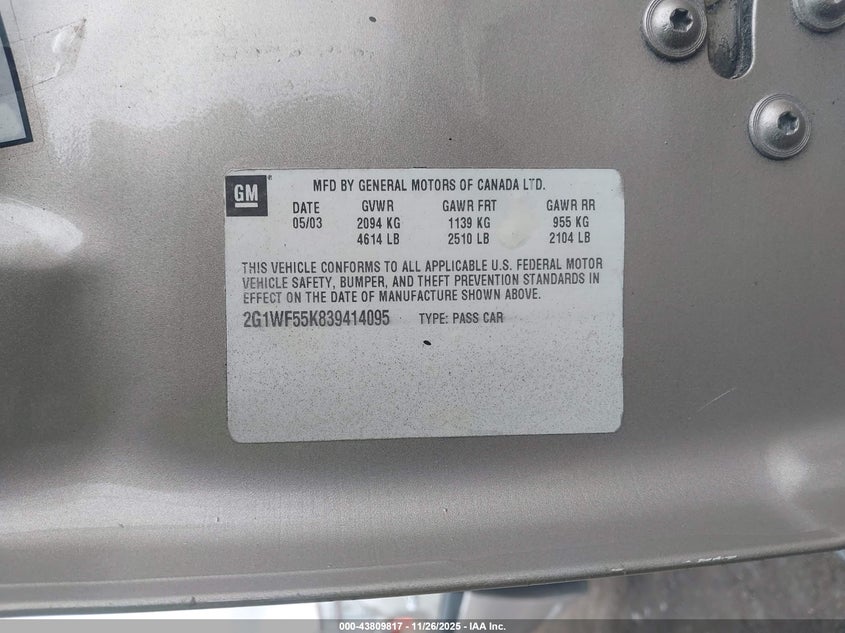 GM
MFD BY GENERAL MOTORS OF CANADA LTD.
DATE GVWR GAWR FRT GAWR RR
05/03 2094 KG 1139 KG 955 KG
4614 LB 2510 LB 2104 LB
THIS VEHICLE CONFORMS TO ALL APPLICABLE U.S. FEDERAL MOTOR
VEHICLE SAFETY, BUMPER, AND THEFT PREVENTION STANDARDS IN
EFFECT ON THE DATE OF MANUFACTURE SHOWN ABOVE.
2G1WF55K839414095 TYPE: PASS CAR
000-43809817 - 11/26/2025 - IAA Inc.